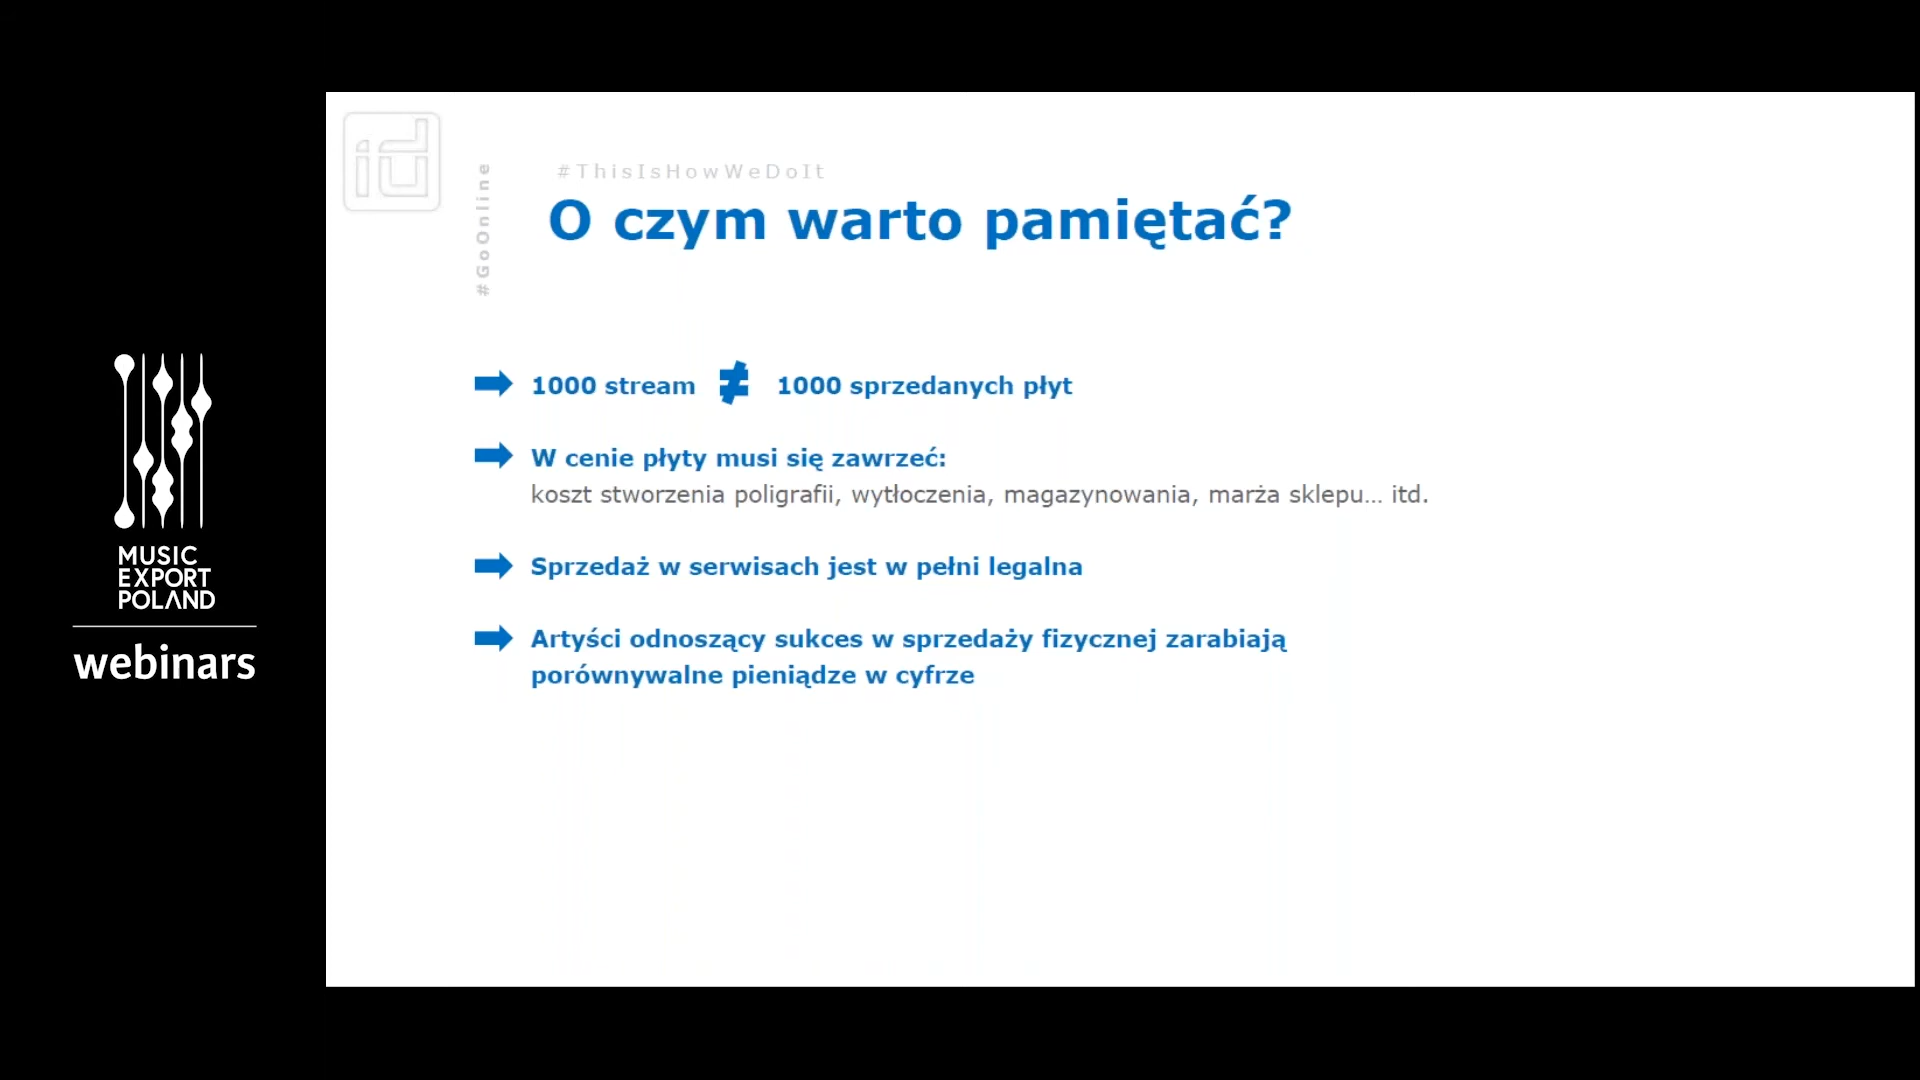 MUSIC
EXPORT
POLAND
webinars
id
#GoOnline
#ThisIsHowWeDoIt
O czym warto pamiętać?
1000 stream ≠ 1000 sprzedanych płyt
W cenie płyty musi się zawrzeć:
koszt stworzenia poligrafii, wytłoczenia, magazynowania, marża sklepu... itd.
Sprzedaż w serwisach jest w pełni legalna
Artyści odnoszący sukces w sprzedaży fizycznej zarabiają
porównywalne pieniądze w cyfrze